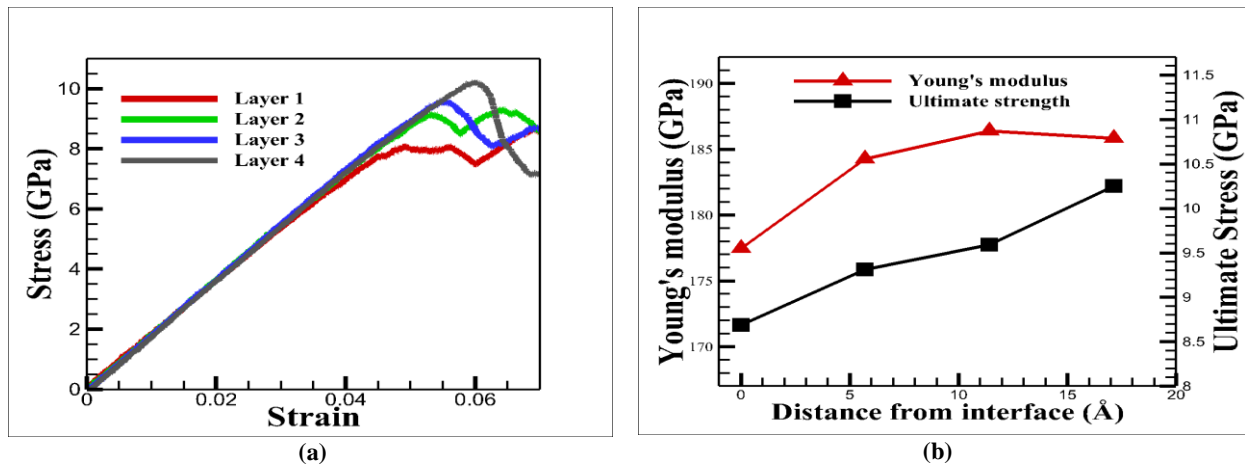 Stress (GPa)
10
8
6
4
2
0
Layer 1
Layer 2
Layer 3
Layer 4
0 0.02 0.04 0.06
Strain
(a)
Young's modulus (GPa)
190
185
180
175
170
Young's modulus
Ultimate strength
11.5
11
10.5
10
9.5
9
8.5
8
Ultimate Stress (GPa)
0 5 10 15 20
Distance from interface (Å)
(b)